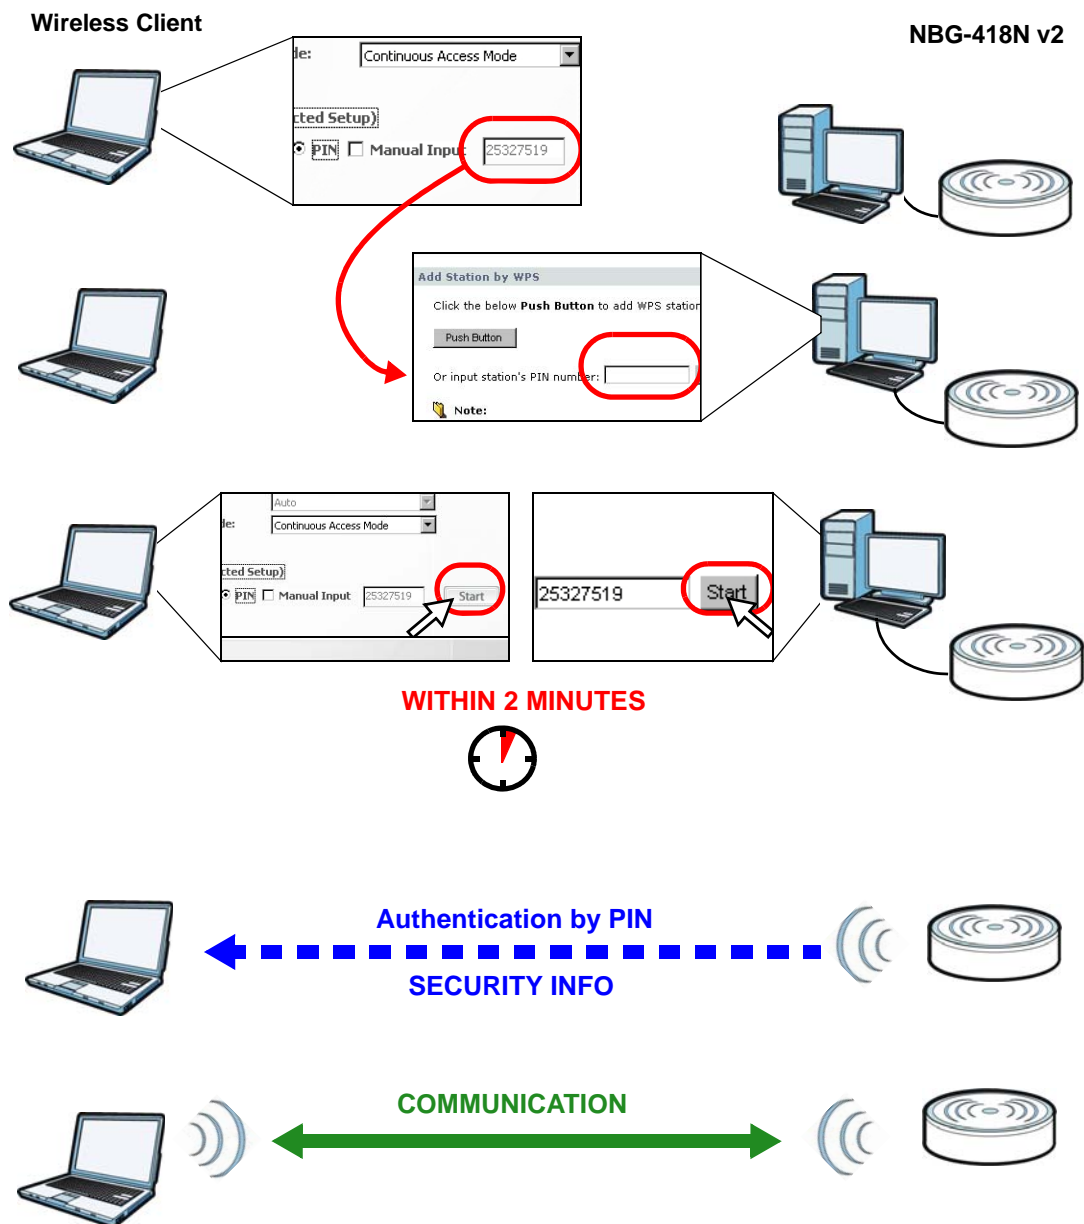 Wireless Client
NBG-418N v2
de:
Continuous Access Mode
cted Setup)
PIN Manual Input 25327519
Add Station by WPS
Click the below Push Button to add WPS station
Push Button
Or input station's PIN number:
Note:
Auto
de:
Continuous Access Mode
cted Setup)
PIN Manual Input 25327519 Start
25327519 Start
WITHIN 2 MINUTES
Authentication by PIN
SECURITY INFO
COMMUNICATION